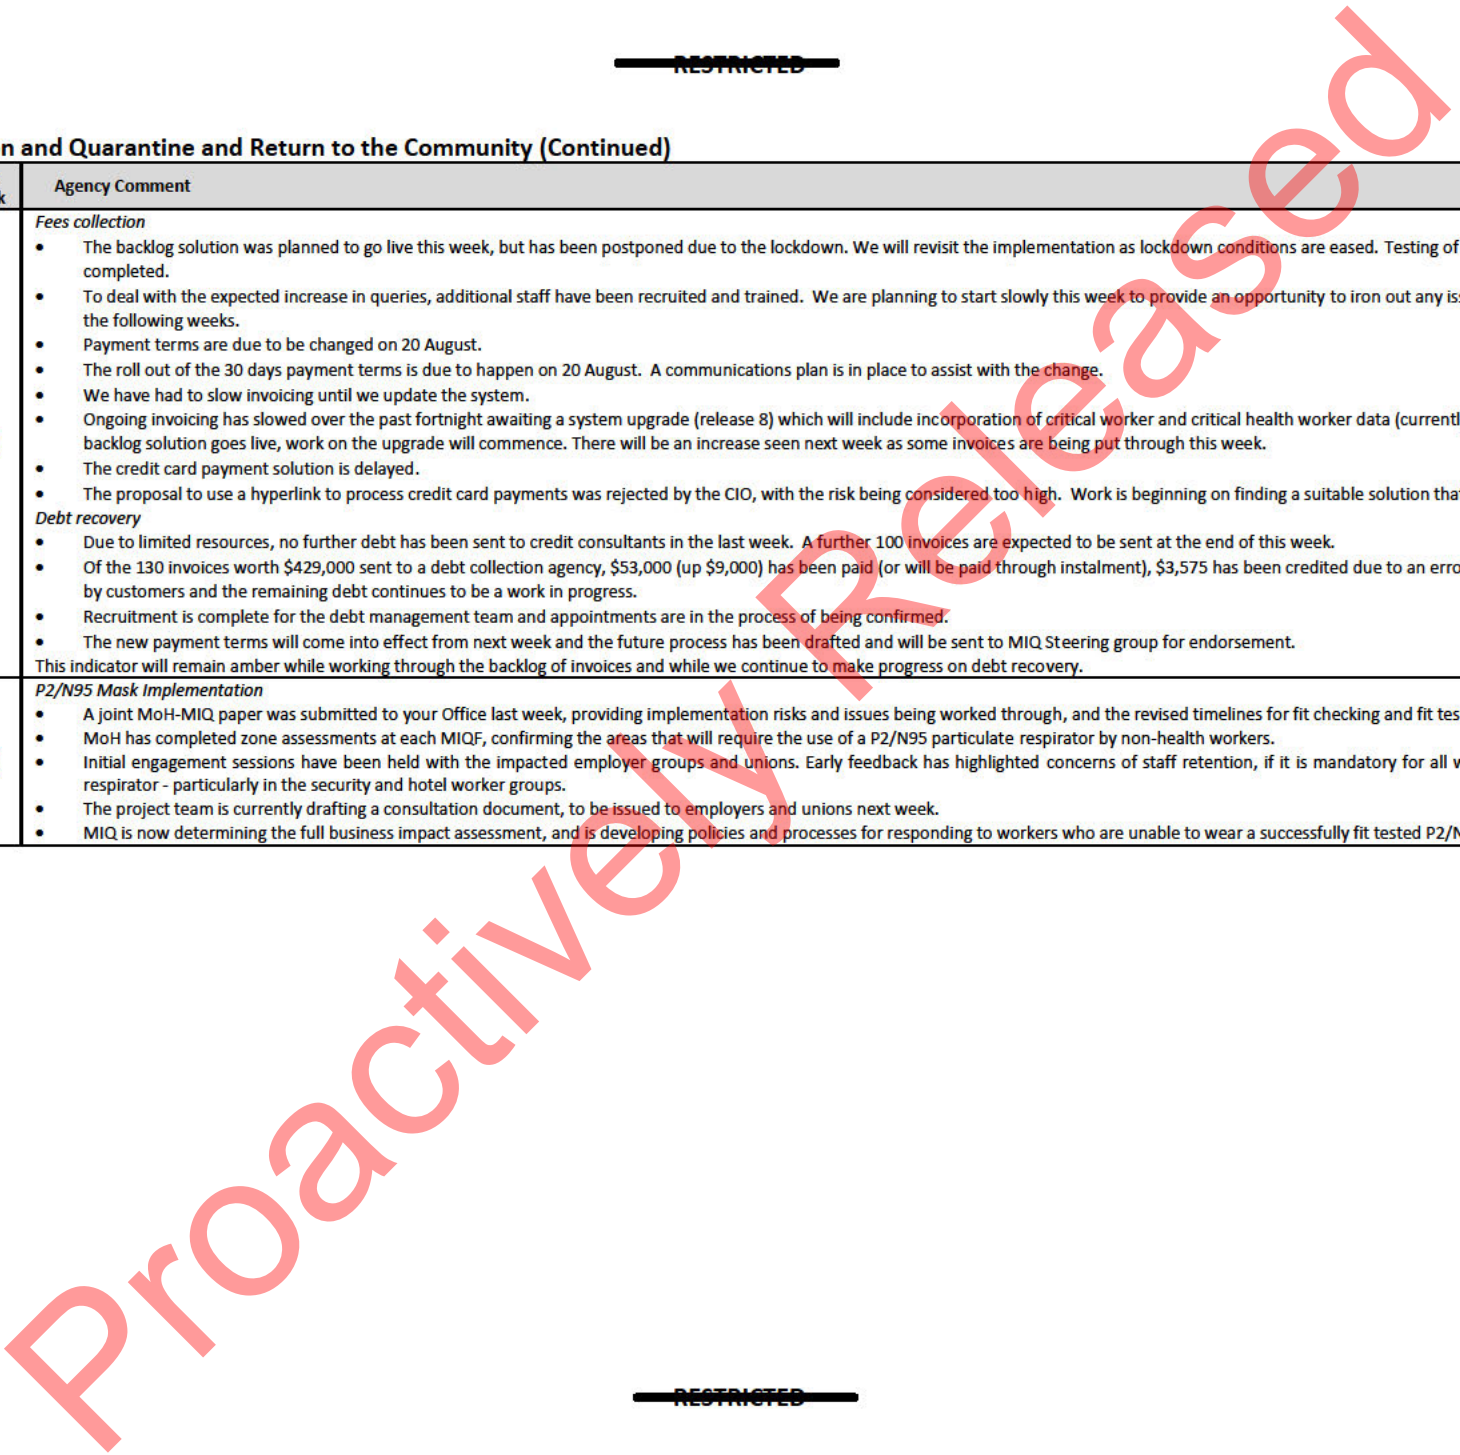 RESTRICTED
n and Quarantine and Return to the Community (Continued)
k
Agency Comment
Fees collection
• The backlog solution was planned to go live this week, but has been postponed due to the lockdown. We will revisit the implementation as lockdown conditions are eased. Testing of
completed.
• To deal with the expected increase in queries, additional staff have been recruited and trained. We are planning to start slowly this week to provide an opportunity to iron out any
the following weeks.
• Payment terms are due to be changed on 20 August.
• The roll out of the 30 days payment terms is due to happen on 20 August. A communications plan is in place to assist with the change.
• We have had to slow invoicing until we update the system.
• Ongoing invoicing has slowed over the past fortnight awaiting a system upgrade (release 8) which will include incorporation of critical worker and critical health worker data (currentl
backlog solution goes live, work on the upgrade will commence. There will be an increase seen next week as some invoices are being put through this week.
• The credit card payment solution is delayed.
• The proposal to use a hyperlink to process credit card payments was rejected by the CIO, with the risk being considered too high. Work is beginning on finding a suitable solution tha
Debt recovery
• Due to limited resources, no further debt has been sent to credit consultants in the last week. A further 100 invoices are expected to be sent at the end of this week.
• Of the 130 invoices worth $429,000 sent to a debt collection agency, $53,000 (up $9,000) has been paid (or will be paid through instalment), $3,575 has been credited due to an erro
by customers and the remaining debt continues to be a work in progress.
• Recruitment is complete for the debt management team and appointments are in the process of being confirmed.
• The new payment terms will come into effect from next week and the future process has been drafted and will be sent to MIQ Steering group for endorsement.
This indicator will remain amber while working through the backlog of invoices and while we continue to make progress on debt recovery.
P2/N95 Mask Implementation
• A joint MoH-MIQ paper was submitted to your Office last week, providing implementation risks and issues being worked through, and the revised timelines for fit checking and fit tes
• MoH has completed zone assessments at each MIQF, confirming the areas that will require the use of a P2/N95 particulate respirator by non-health workers.
• Initial engagement sessions have been held with the impacted employer groups and unions. Early feedback has highlighted concerns of staff retention, if it is mandatory for all w
respirator - particularly in the security and hotel worker groups.
• The project team is currently drafting a consultation document, to be issued to employers and unions next week.
• MIQ is now determining the full business impact assessment, and is developing policies and processes for responding to workers who are unable to wear a successfully fit tested P2/N
Proactively Released
RESTRICTED